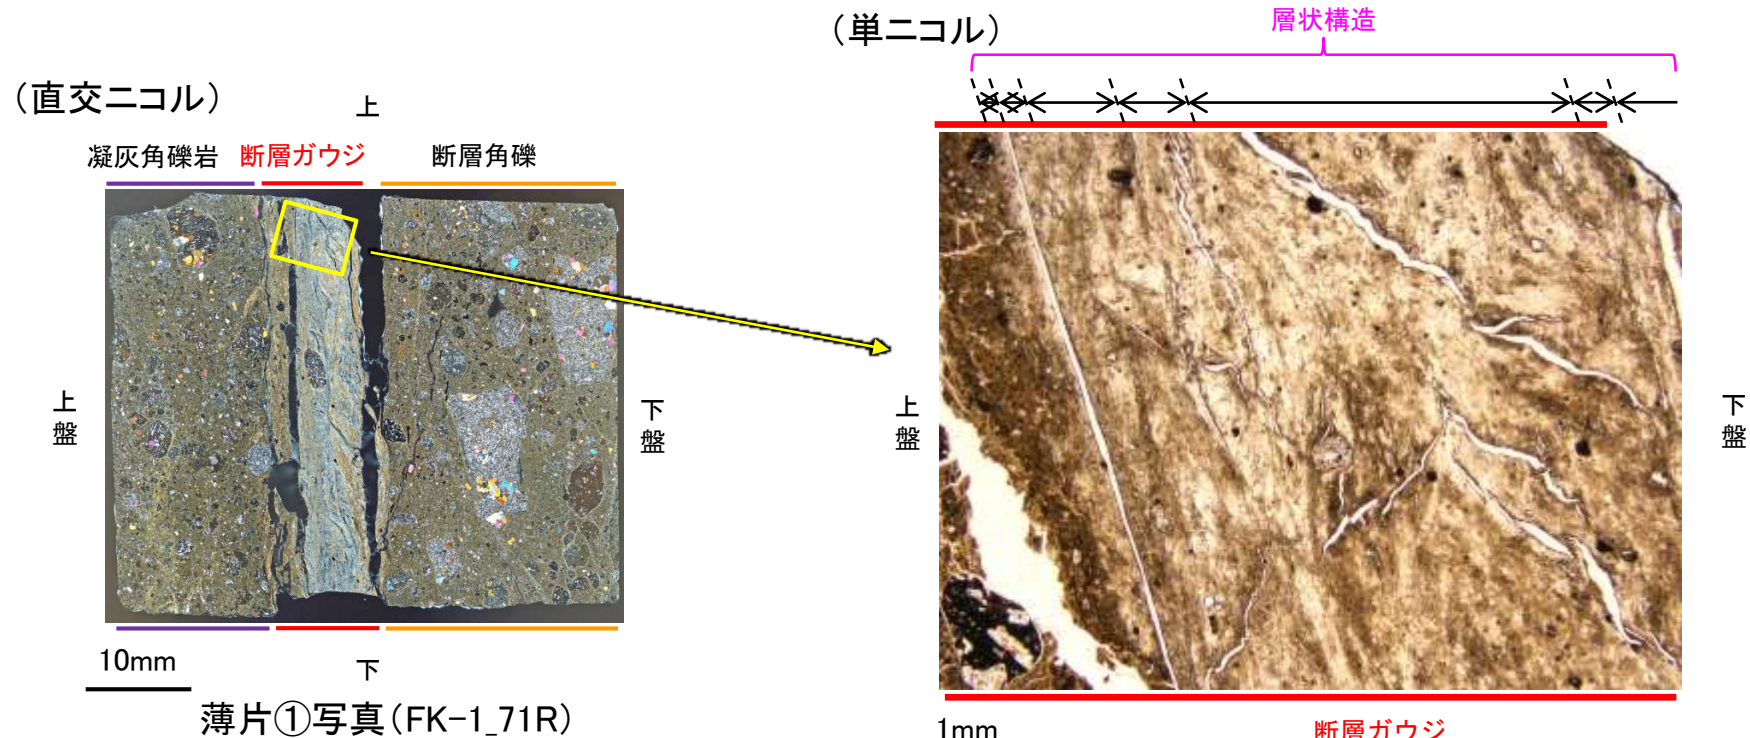 (直交ニコル)
上
凝灰角礫岩
断層ガウジ
断層角礫
上盤
下盤
10mm
下
薄片①写真(FK-1_71R)
(単ニコル)
層状構造
上盤
下盤
1mm
断層ガウジ